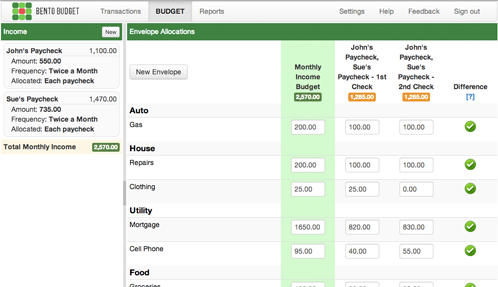 BENTO BUDGET Transactions BUDGET Reports Settings Help Feedback Sign out
Income New
John's Paycheck 1,100.00
Amount: 550.00
Frequency: Twice a Month
Allocated: Each paycheck
Sue's Paycheck 1,470.00
Amount: 735.00
Frequency: Twice a Month
Allocated: Each paycheck
Total Monthly Income 2,570.00
Envelope Allocations
New Envelope
Monthly
Income
Budget
2,570.00
John's
Paycheck,
Sue's
Paycheck - 1st
Check
1,285.00
John's
Paycheck,
Sue's
Paycheck -
2nd Check
1,285.00
Difference
[?]
Auto
Gas 200.00 100.00 100.00
House
Repairs 200.00 100.00 100.00
Clothing 25.00 25.00 0.00
Utility
Mortgage 1650.00 820.00 830.00
Cell Phone 95.00 40.00 55.00
Food
Groceries